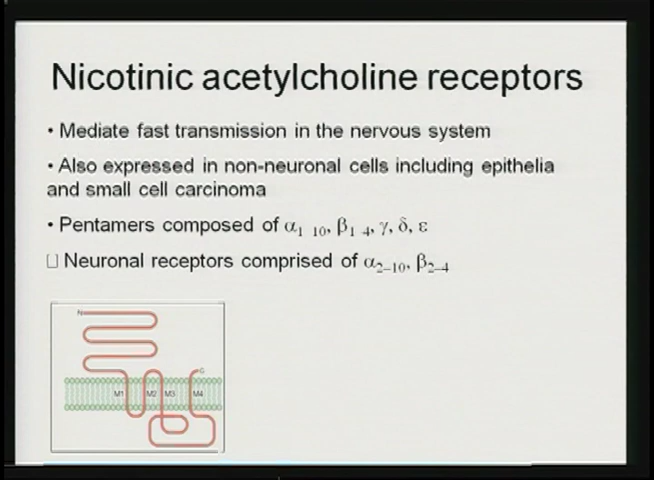 Nicotinic acetylcholine receptors
• Mediate fast transmission in the nervous system
• Also expressed in non-neuronal cells including epithelia
and small cell carcinoma
• Pentamers composed of α1 10, β1 4, γ, δ, ε
□ Neuronal receptors comprised of α2–10, β2–4
N
C
M1 M2 M3 M4